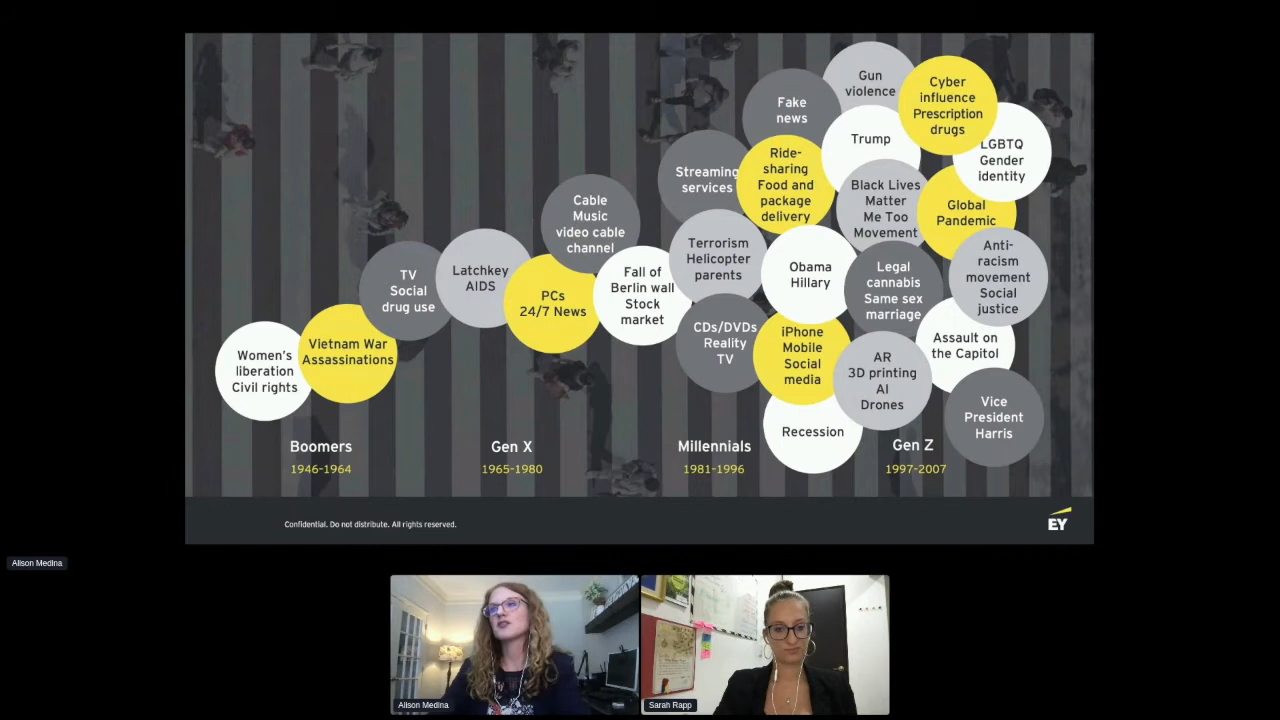 Women's
liberation
Civil rights
Vietnam War
Assassinations
TV
Social
drug use
Latchkey
AIDS
PCs
24/7 News
Cable
Music
video cable
channel
Fall of
Berlin wall
Stock
market
Streaming
services
Terrorism
Helicopter
parents
CDs/DVDs
Reality
TV
Fake
news
Ride-
sharing
Food and
package
delivery
Obama
Hillary
iPhone
Mobile
Social
media
Recession
Gun
violence
Trump
Black Lives
Matter
Me Too
Movement
Legal
cannabis
Same sex
marriage
AR
3D printing
AI
Drones
Cyber
influence
Prescription
drugs
LGBTQ
Gender
identity
Global
Pandemic
Anti-
racism
movement
Social
justice
Assault on
the Capitol
Vice
President
Harris
Boomers
1946-1964
Gen X
1965-1980
Millennials
1981-1996
Gen Z
1997-2007
Confidential. Do not distribute. All rights reserved.
EY
Alison Medina
Alison Medina
Sarah Rapp